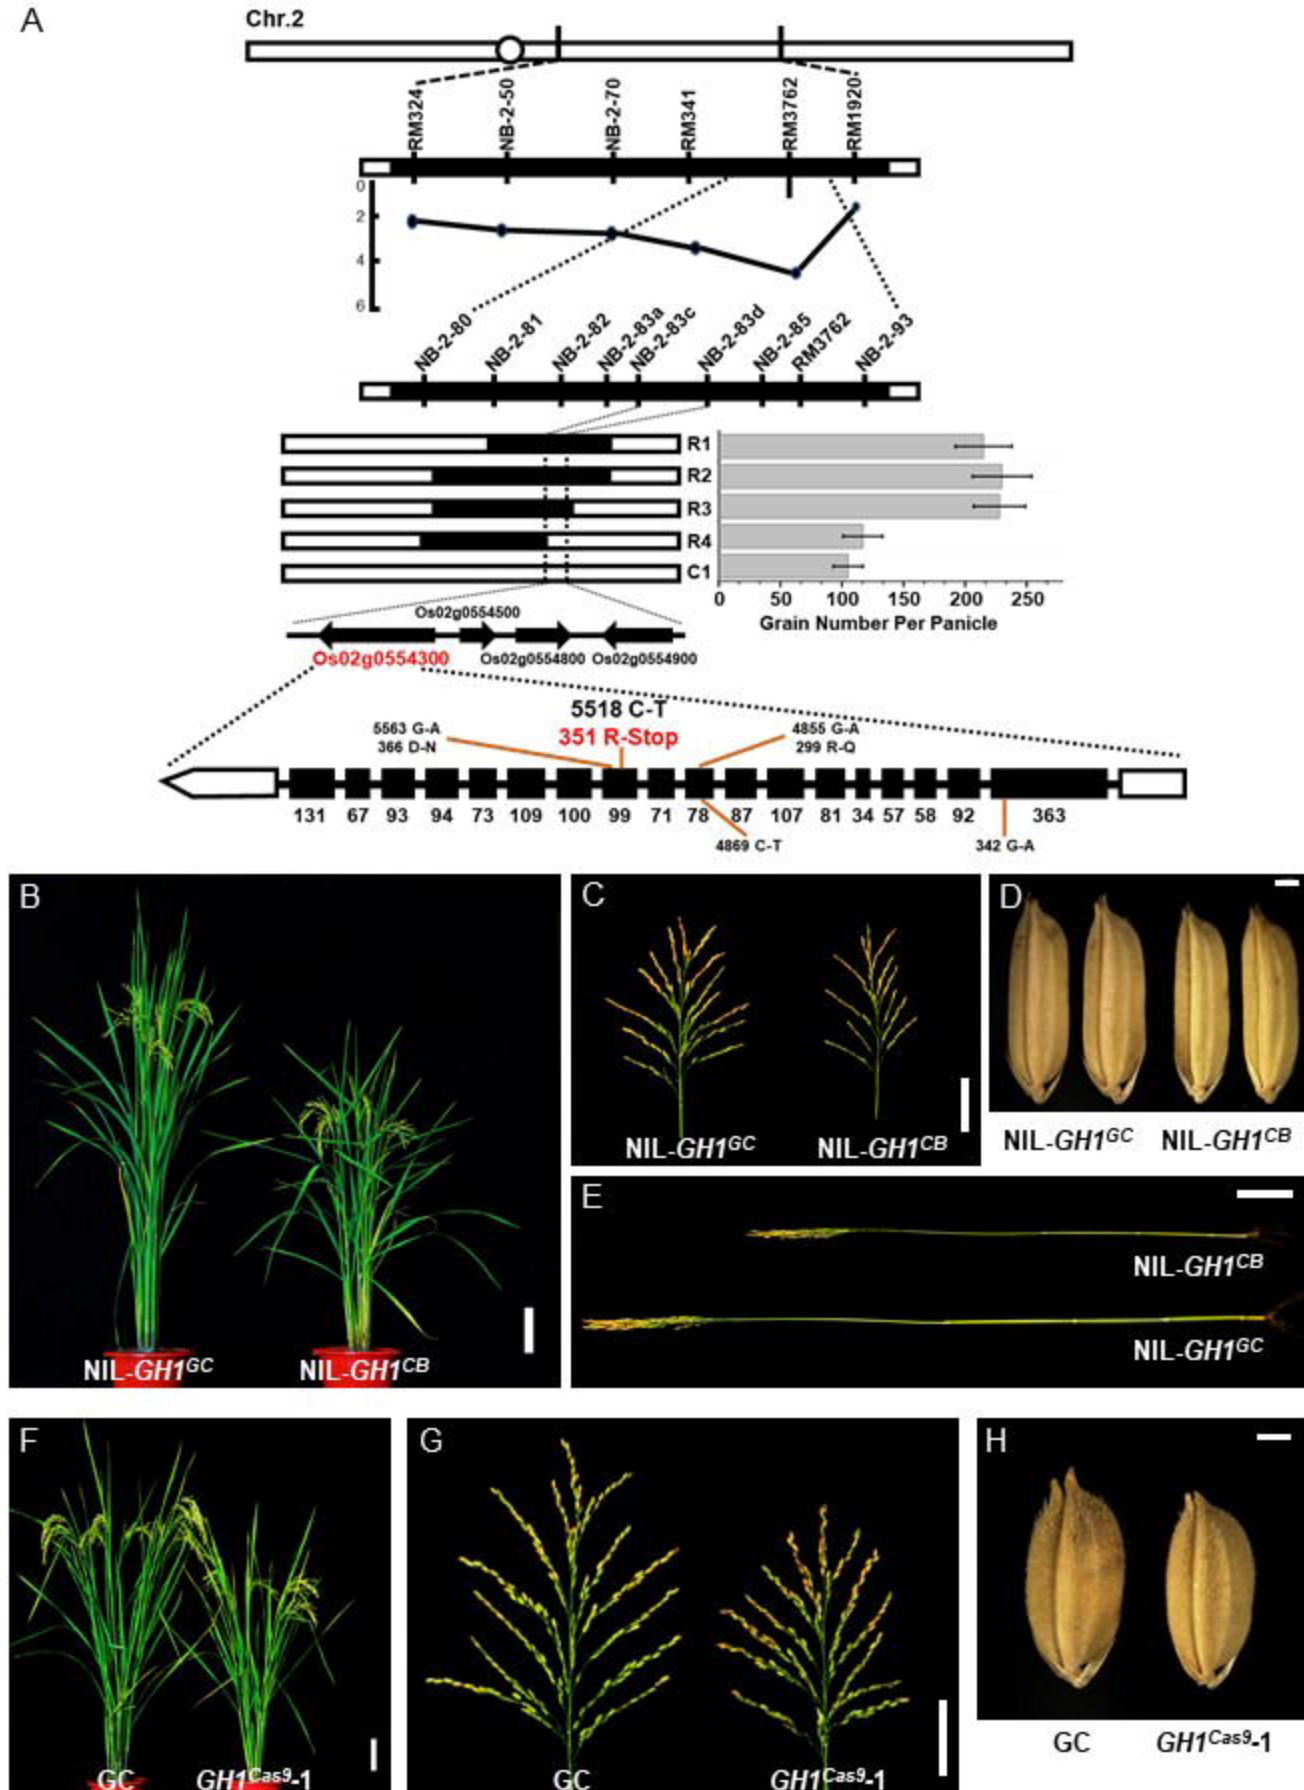 A
Chr.2
RM324
NB-2-50
NB-2-70
RM341
RM3762
RM1920
0
2
4
6
NB-2-80
NB-2-81
NB-2-82
NB-2-83a
NB-2-83c
NB-2-83d
NB-2-85
RM3762
NB-2-93
R1
R2
R3
R4
C1
0 50 100 150 200 250
Grain Number Per Panicle
Os02g0554500
Os02g0554300 Os02g0554800 Os02g0554900
5518 C-T
351 R-Stop
5563 G-A
366 D-N
4855 G-A
299 R-Q
131 67 93 94 73 109 100 99 71 78 87 107 81 34 57 58 92 363
4869 C-T
342 G-A
B
NIL-GH1GC NIL-GH1CB
C
NIL-GH1GC NIL-GH1CB
D
NIL-GH1GC NIL-GH1CB
E
NIL-GH1CB
NIL-GH1GC
F
GC GH1Cas9-1
G
GC GH1Cas9-1
H
GC GH1Cas9-1